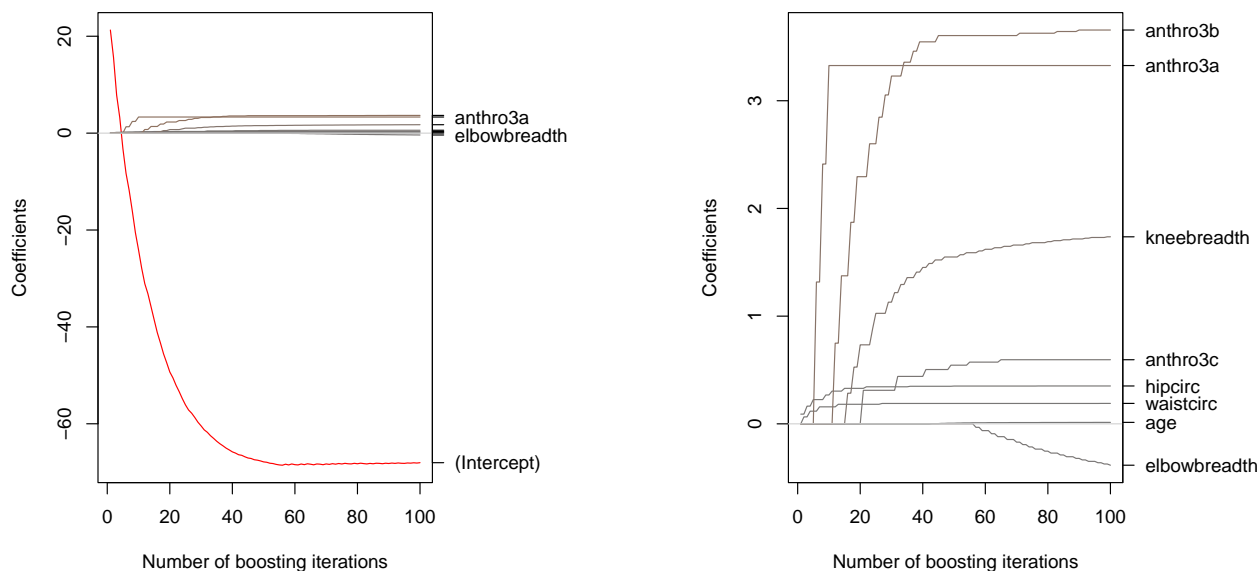 20
0
−20
−40
−60
Coefficients
0 20 40 60 80 100
Number of boosting iterations
anthro3a
elbowbreadth
(Intercept)
3
2
1
0
Coefficients
0 20 40 60 80 100
Number of boosting iterations
anthro3b
anthro3a
kneebreadth
anthro3c
hipcirc
waistcirc
age
elbowbreadth